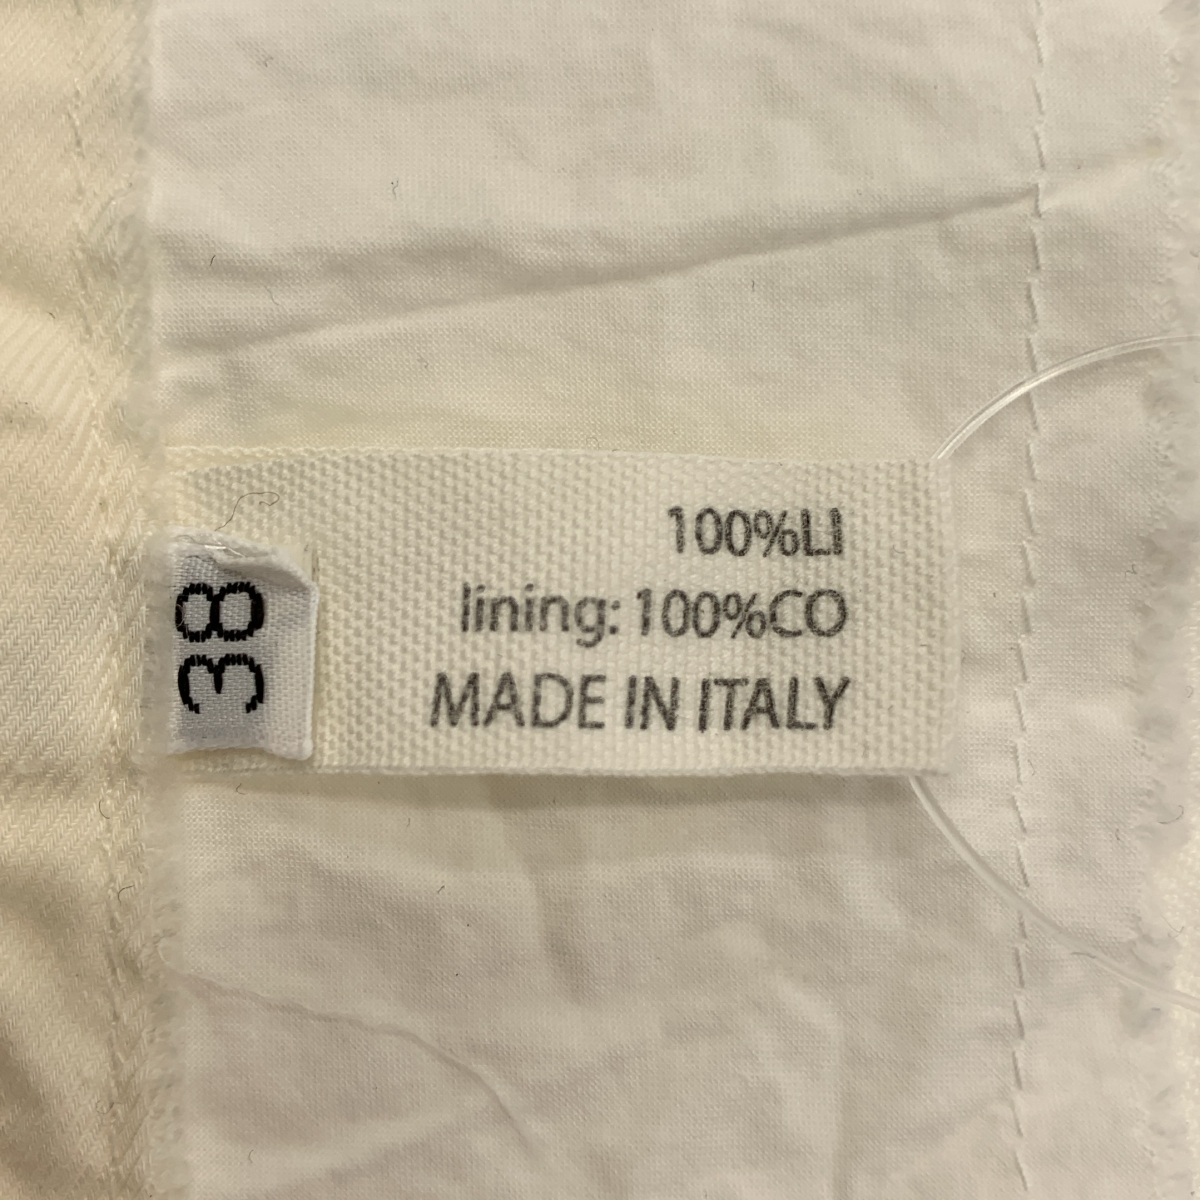 100%LI
lining: 100%CO
MADE IN ITALY
38